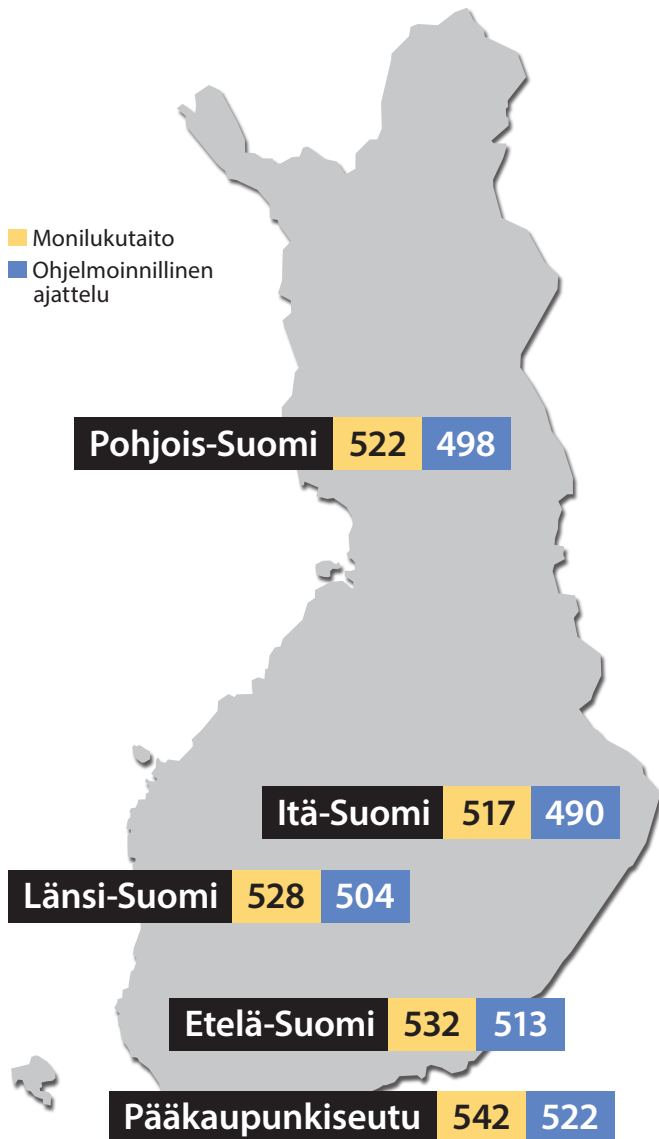 Monilukutaito
Ohjelmoinnillinen
ajattelu
Pohjois-Suomi 522 498
Itä-Suomi 517 490
Länsi-Suomi 528 504
Etelä-Suomi 532 513
Pääkaupunkiseutu 542 522